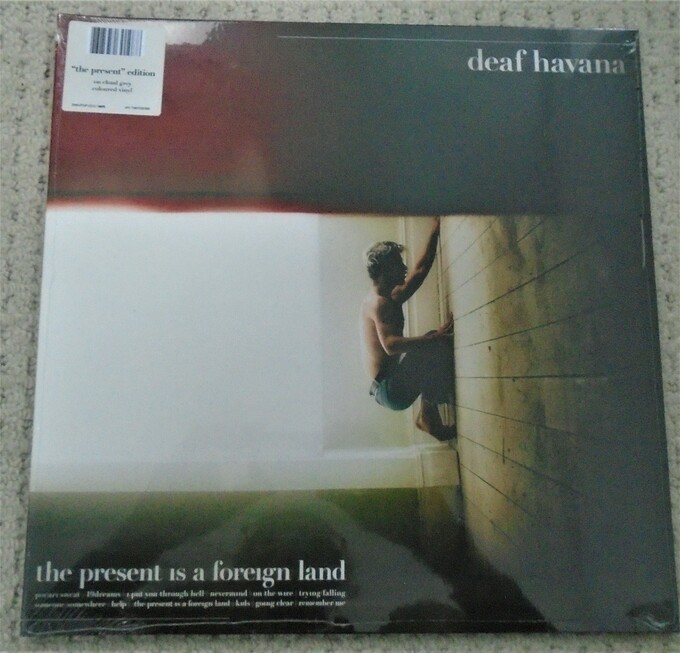 "the present" edition
on cloud grey
coloured vinyl
deaf havana
the present is a foreign land
pocari sweat | 19dreams | i put you through hell | nevermind | on the wire | trying/falling
someone/somewhere | help | the present is a foreign land | kids | going clear | remember me